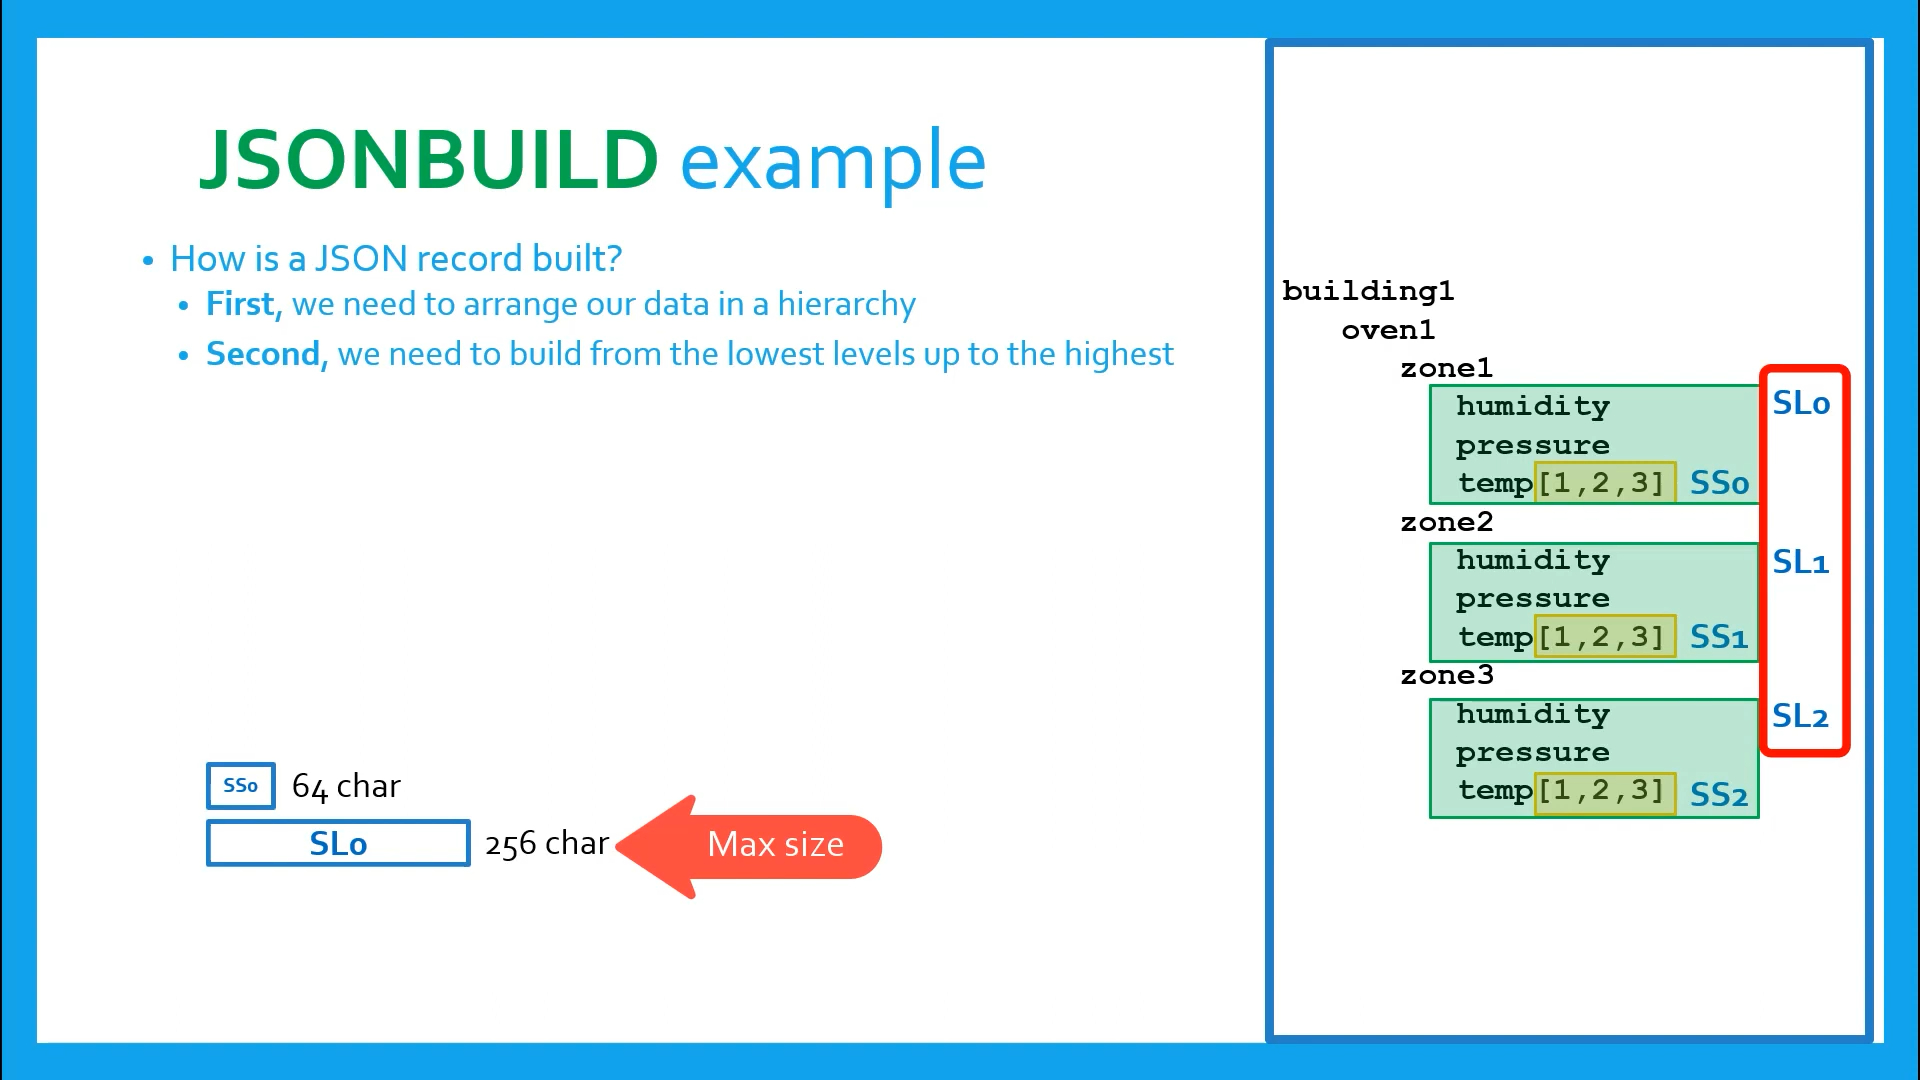 JSONBUILD example
• How is a JSON record built?
• First, we need to arrange our data in a hierarchy
• Second, we need to build from the lowest levels up to the highest
SS0 64 char
SL0 256 char Max size
building1
oven1
zone1
humidity SL0
pressure
temp[1,2,3] SS0
zone2
humidity SL1
pressure
temp[1,2,3] SS1
zone3
humidity SL2
pressure
temp[1,2,3] SS2